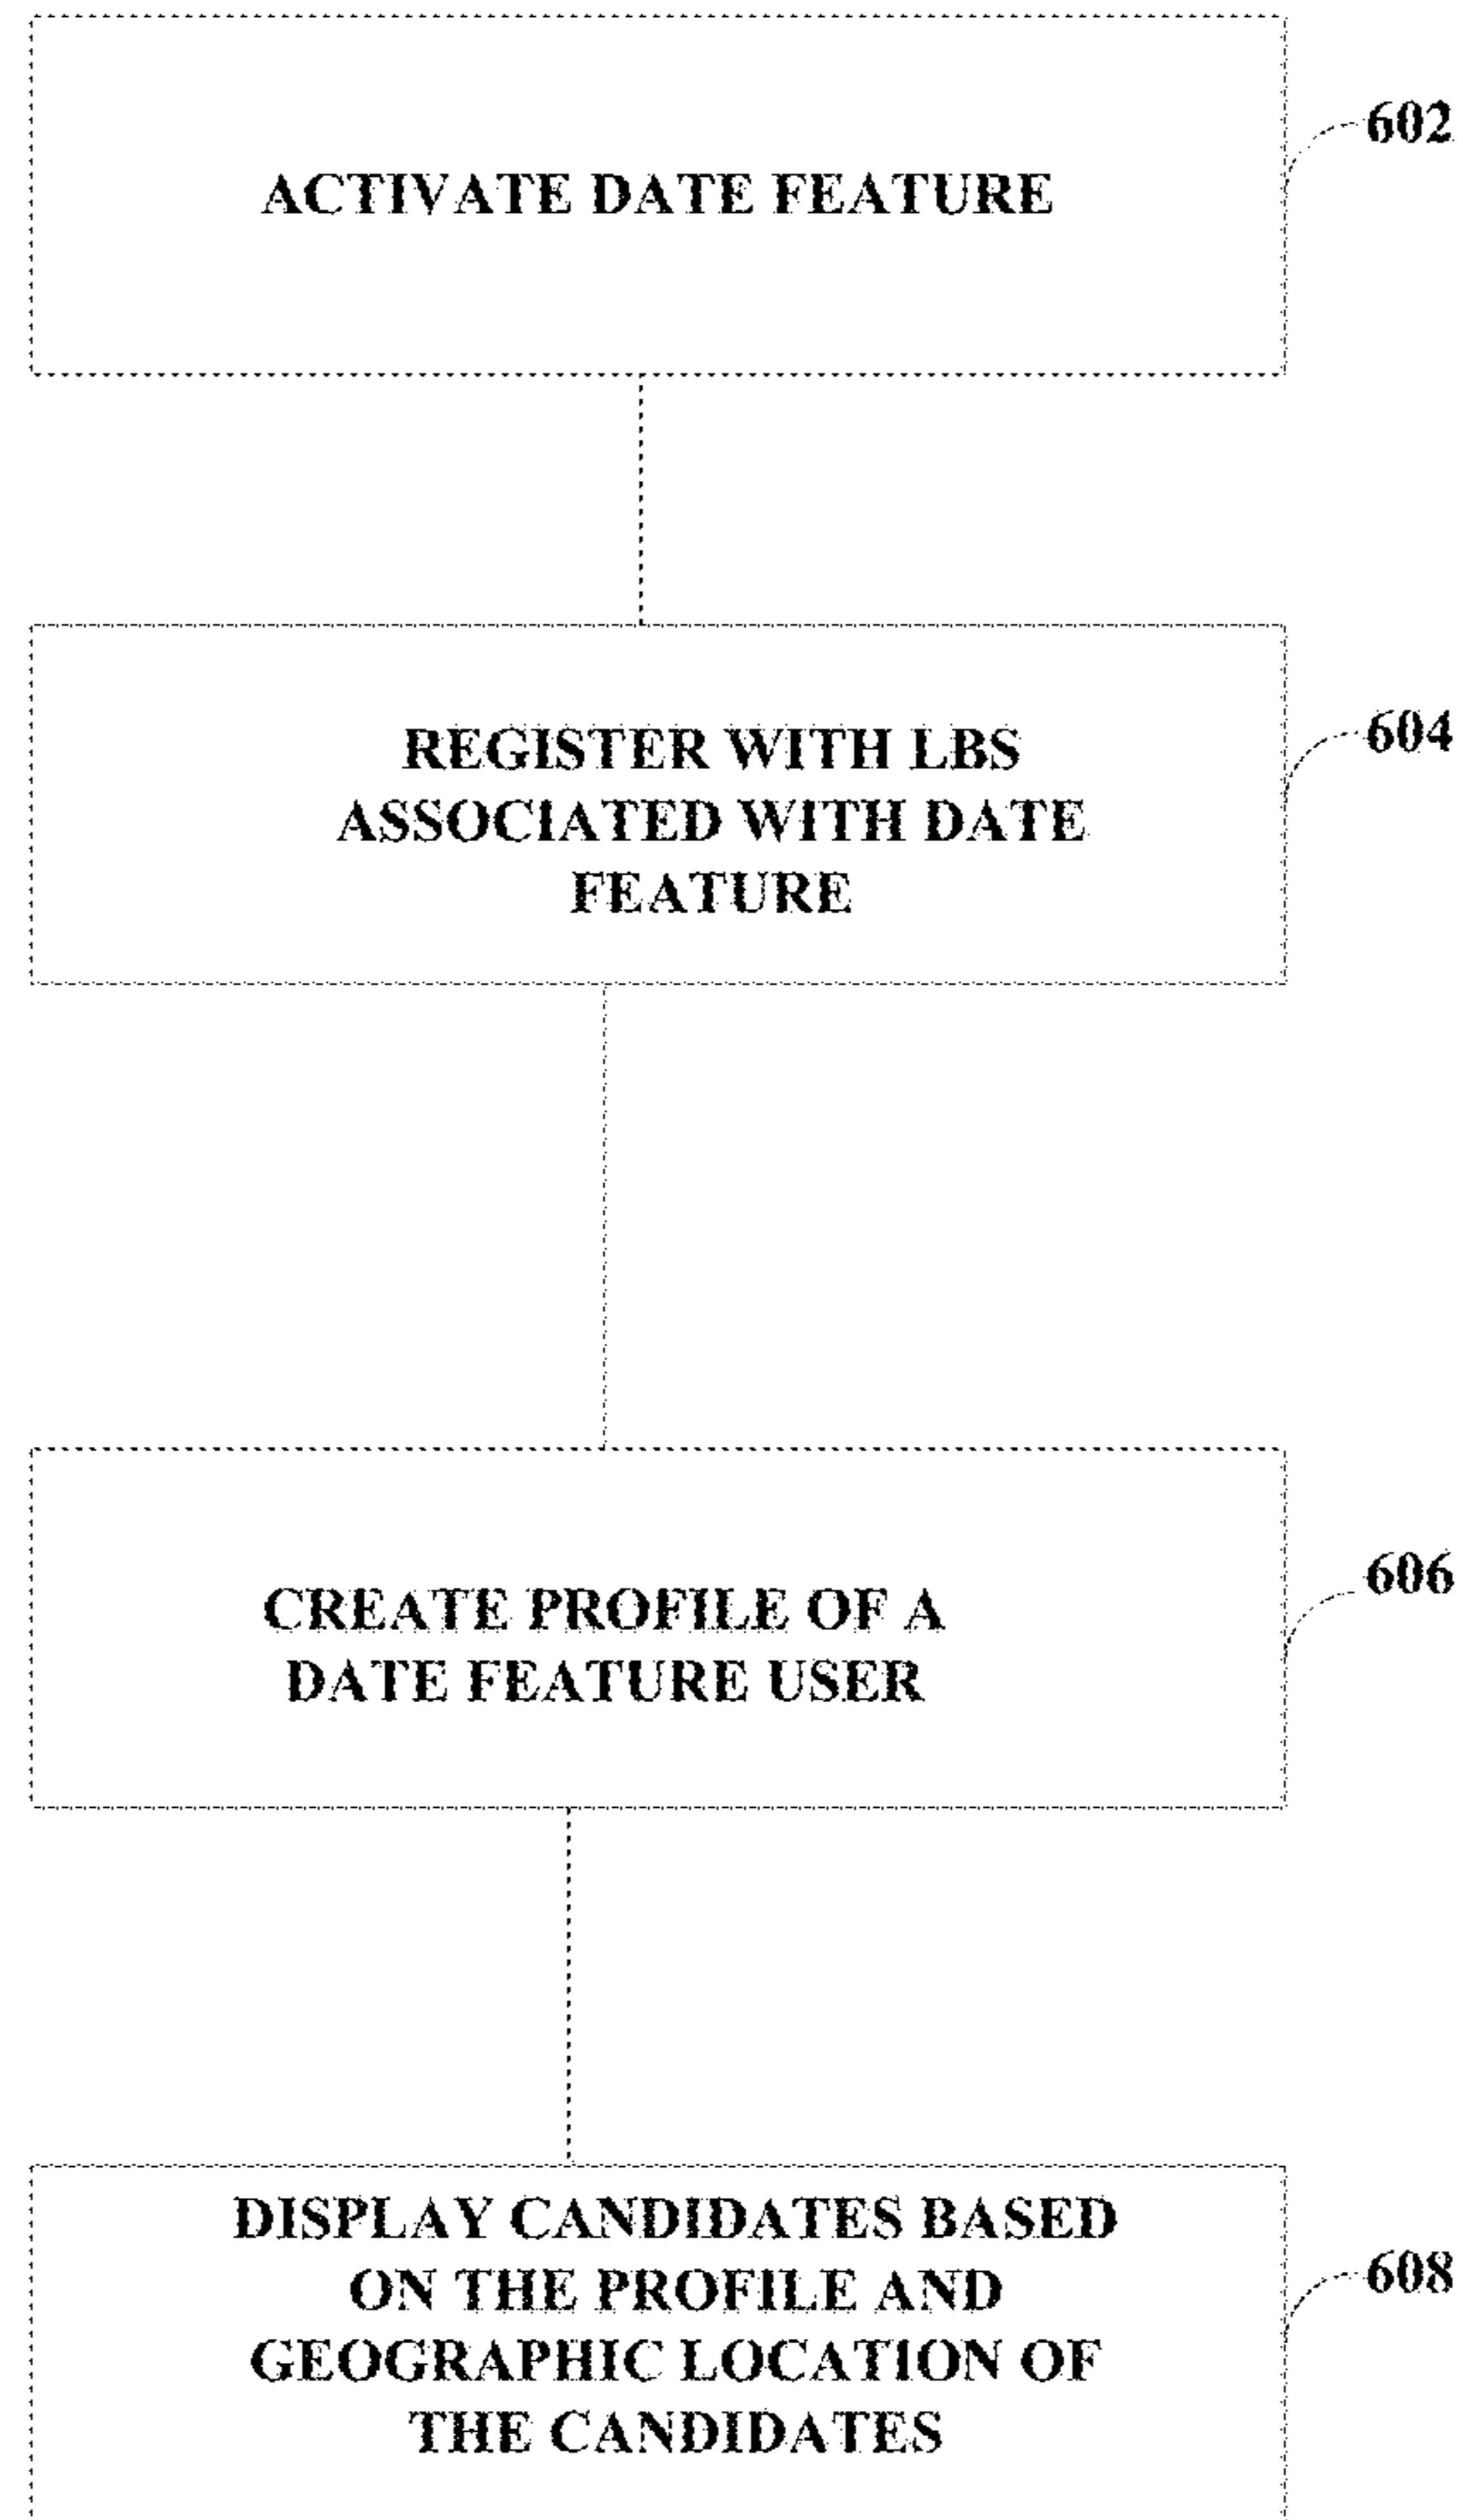 602
ACTIVATE DATE FEATURE
604
REGISTER WITH LBS
ASSOCIATED WITH DATE
FEATURE
606
CREATE PROFILE OF A
DATE FEATURE USER
608
DISPLAY CANDIDATES BASED
ON THE PROFILE AND
GEOGRAPHIC LOCATION OF
THE CANDIDATES